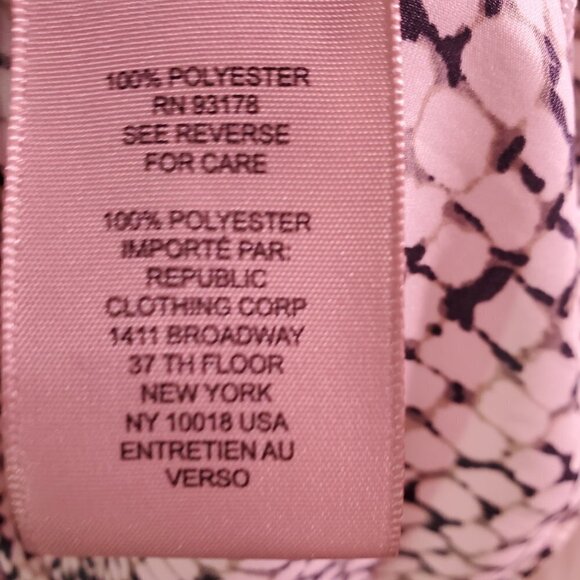 100% POLYESTER
RN 93178
SEE REVERSE
FOR CARE
100% POLYESTER
IMPORTÉ PAR:
REPUBLIC
CLOTHING CORP
1411 BROADWAY
37 TH FLOOR
NEW YORK
NY 10018 USA
ENTRETIEN AU
VERSO